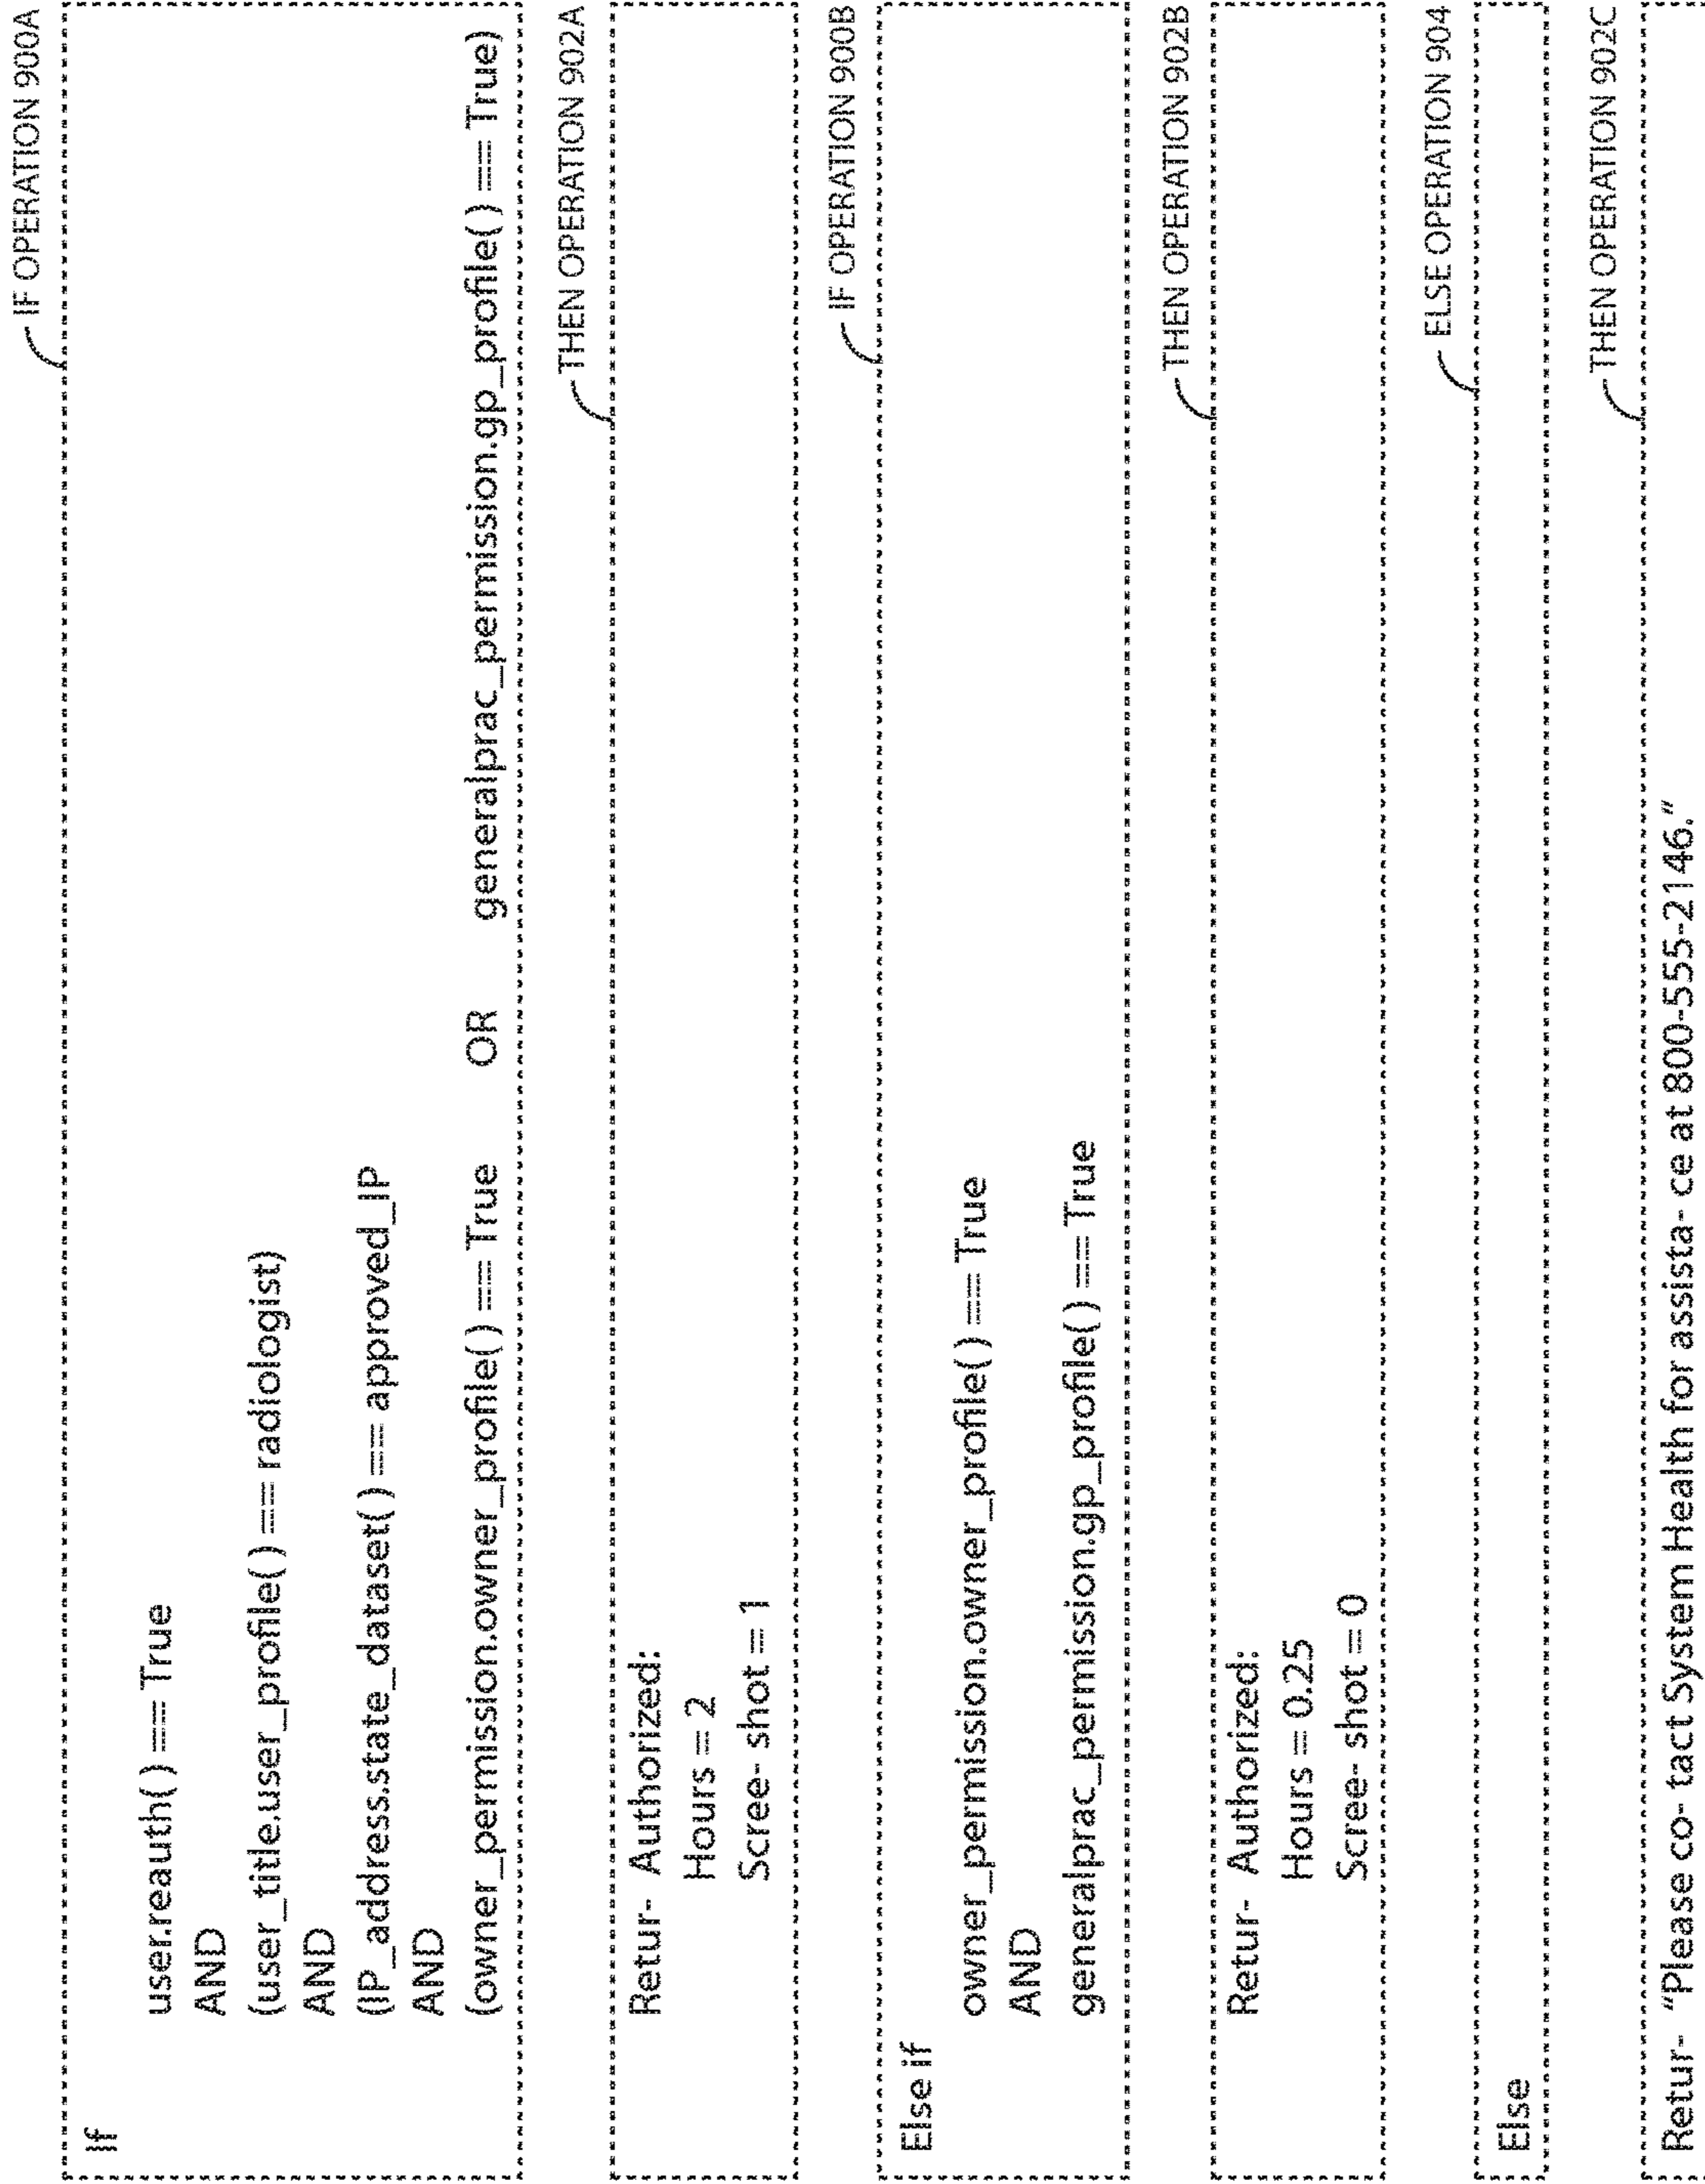 IF OPERATION 900A
If
user.reauth( ) == True
AND
(user_title.user_profile( ) == radiologist)
AND
(IP_address.state_dataset( ) == approved_IP
AND
(owner_permission.owner_profile( ) == True OR generalprac_permission.gp_profile( ) == True)
THEN OPERATION 902A
Retur- Authorized:
Hours = 2
Scree- shot = 1
IF OPERATION 900B
Else if
owner_permission.owner_profile( ) == True
AND
generalprac_permission.gp_profile( ) == True
THEN OPERATION 902B
Retur- Authorized:
Hours = 0.25
Scree- shot = 0
ELSE OPERATION 904
Else
THEN OPERATION 902C
Retur- “Please co- tact System Health for assista- ce at 800-555-2146.”